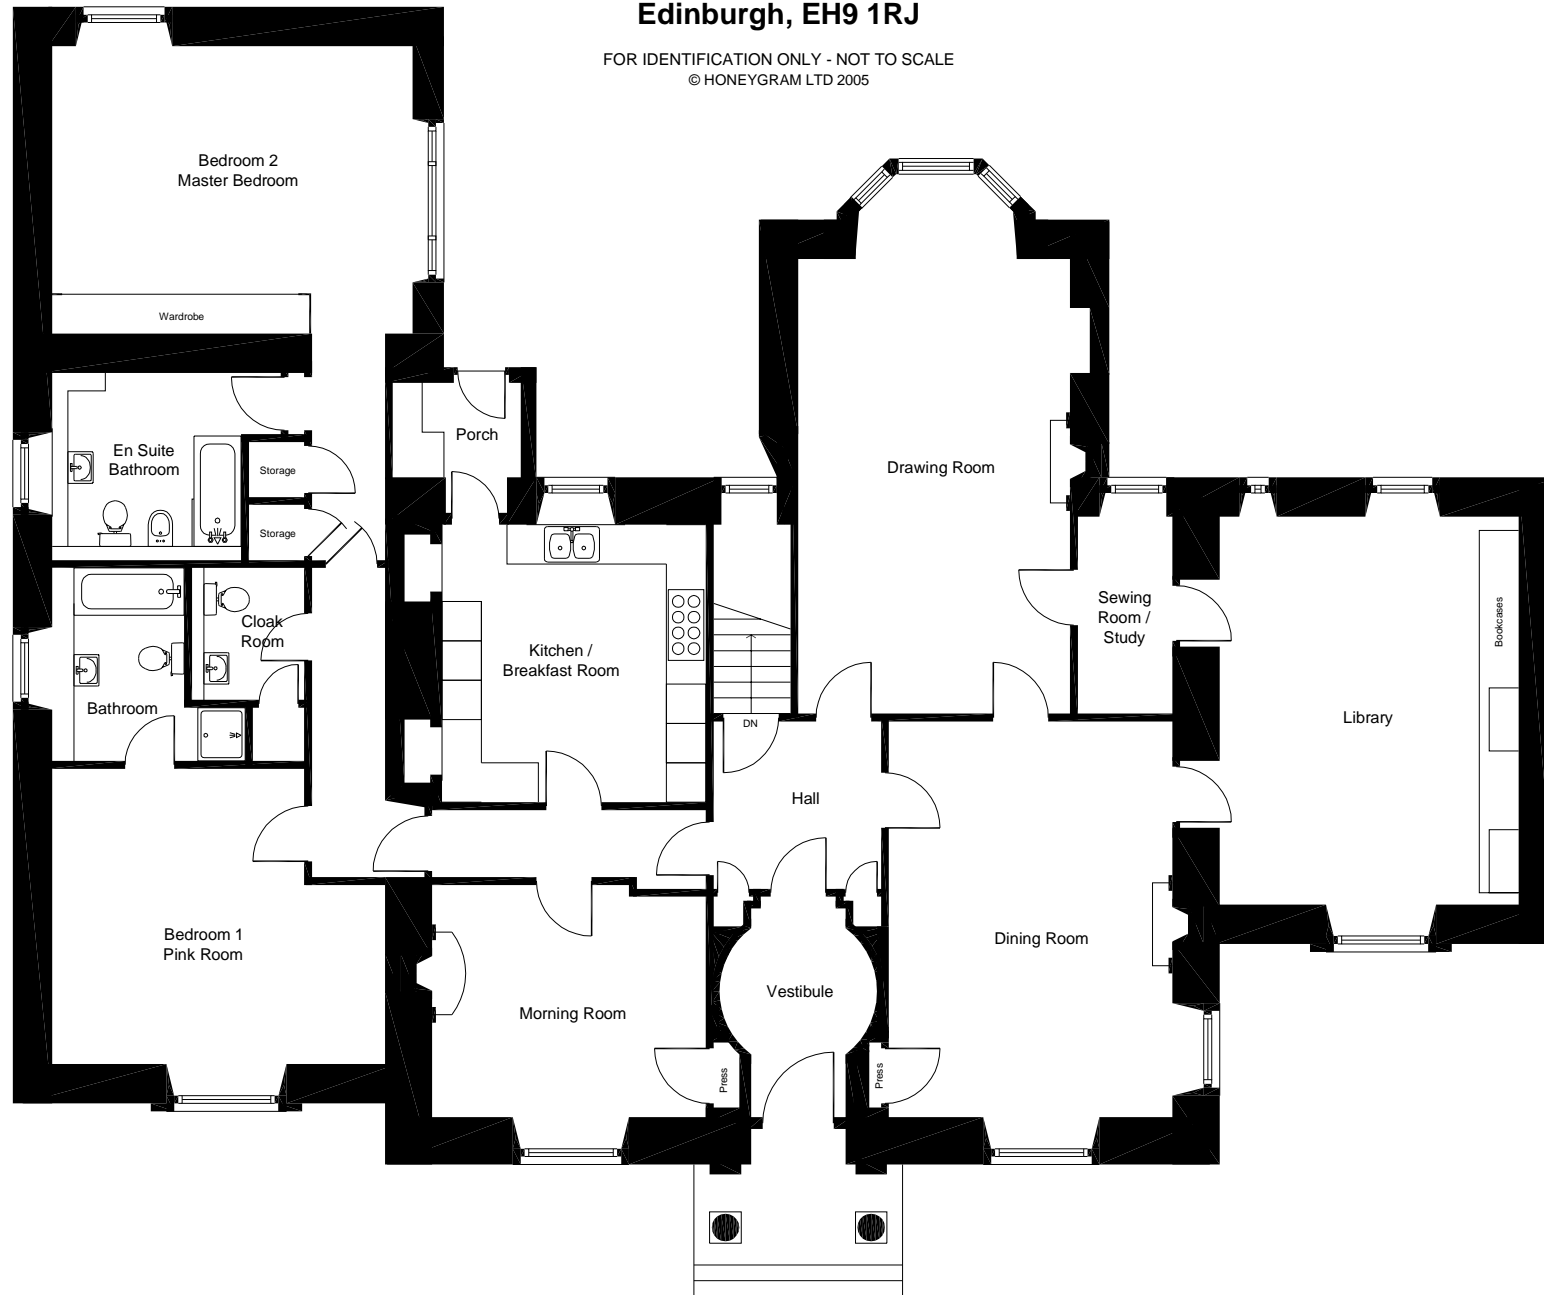 Edinburgh, EH9 1RJ
FOR IDENTIFICATION ONLY - NOT TO SCALE
© HONEYGRAM LTD 2005
Bedroom 2
Master Bedroom
Wardrobe
En Suite
Bathroom
Storage
Storage
Porch
Drawing Room
Cloak
Room
Bathroom
Kitchen /
Breakfast Room
DN
Sewing
Room /
Study
Bookcases
Library
Hall
Bedroom 1
Pink Room
Morning Room
Press
Vestibule
Press
Dining Room